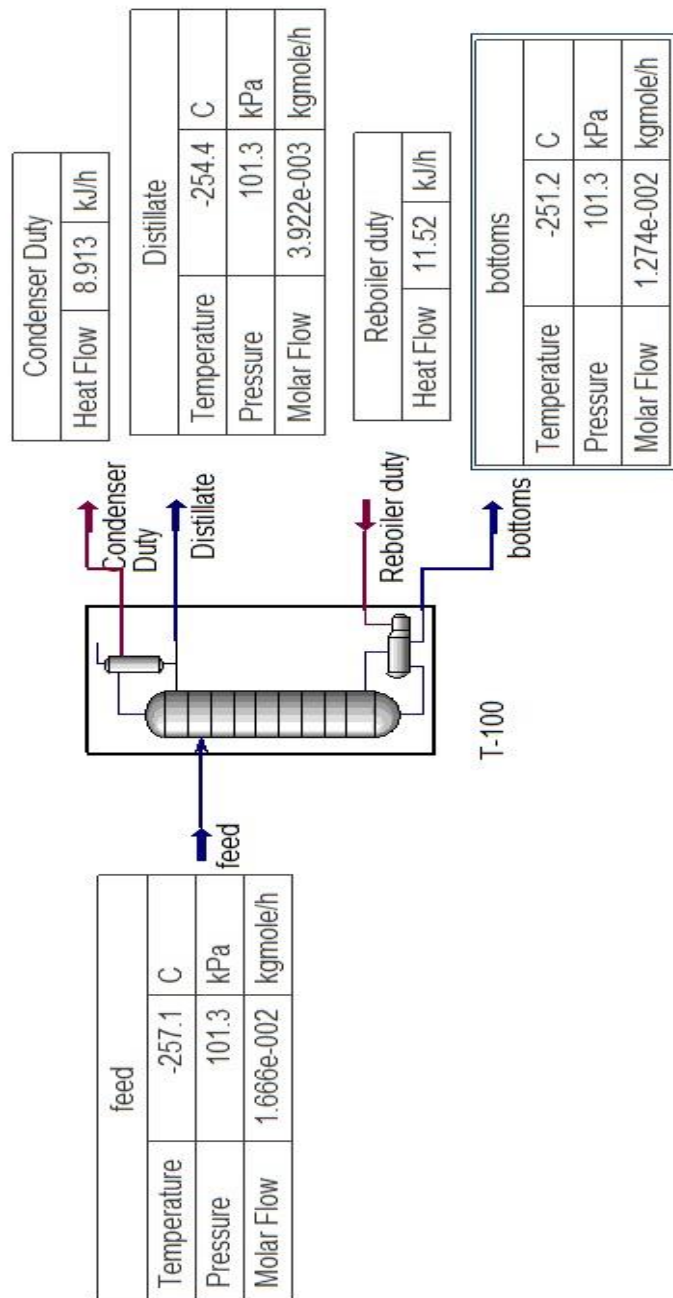 feed
Temperature -257.1 C
Pressure 101.3 kPa
Molar Flow 1.666e-002 kgmole/h
feed
T-100
Condenser
Duty
Distillate
Reboiler duty
bottoms
Condenser Duty
Heat Flow 8.913 kJ/h
Distillate
Temperature -254.4 C
Pressure 101.3 kPa
Molar Flow 3.922e-003 kgmole/h
Reboiler duty
Heat Flow 11.52 kJ/h
bottoms
Temperature -251.2 C
Pressure 101.3 kPa
Molar Flow 1.274e-002 kgmole/h